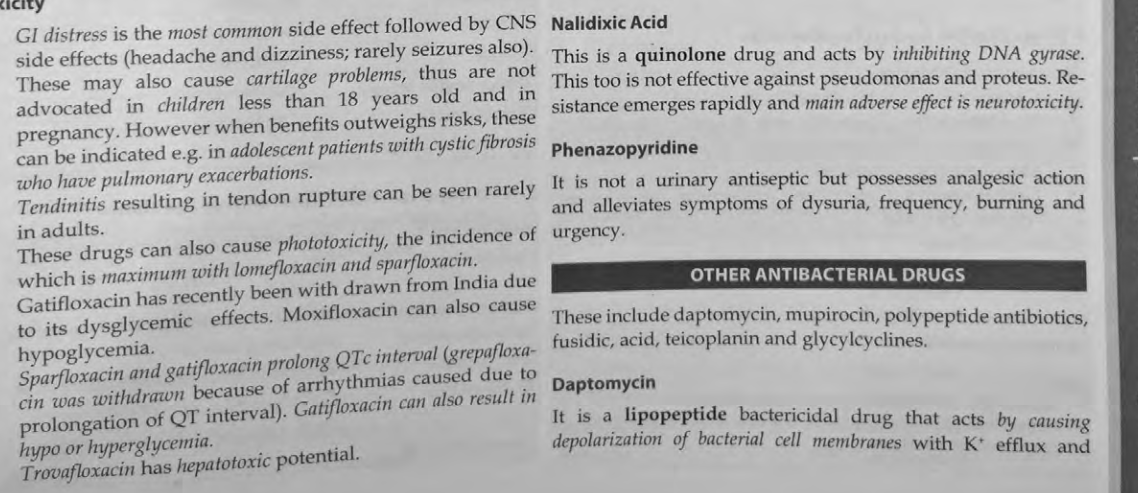 xicity
GI distress is the most common side effect followed by CNS
side effects (headache and dizziness; rarely seizures also).
These may also cause cartilage problems, thus are not
advocated in children less than 18 years old and in
pregnancy. However when benefits outweighs risks, these
can be indicated e.g. in adolescent patients with cystic fibrosis
who have pulmonary exacerbations.
Tendinitis resulting in tendon rupture can be seen rarely
in adults.
These drugs can also cause phototoxicity, the incidence of
which is maximum with lomefloxacin and sparfloxacin.
Gatifloxacin has recently been with drawn from India due
to its dysglycemic effects. Moxifloxacin can also cause
hypoglycemia.
Sparfloxacin and gatifloxacin prolong QTc interval (grepafloxa-
cin was withdrawn because of arrhythmias caused due to
prolongation of QT interval). Gatifloxacin can also result in
hypo or hyperglycemia.
Trovafloxacin has hepatotoxic potential.
Nalidixic Acid
This is a quinolone drug and acts by inhibiting DNA gyrase.
This too is not effective against pseudomonas and proteus. Re-
sistance emerges rapidly and main adverse effect is neurotoxicity.
Phenazopyridine
It is not a urinary antiseptic but possesses analgesic action
and alleviates symptoms of dysuria, frequency, burning and
urgency.
OTHER ANTIBACTERIAL DRUGS
These include daptomycin, mupirocin, polypeptide antibiotics,
fusidic, acid, teicoplanin and glycylcyclines.
Daptomycin
It is a lipopeptide bactericidal drug that acts by causing
depolarization of bacterial cell membranes with K⁺ efflux and